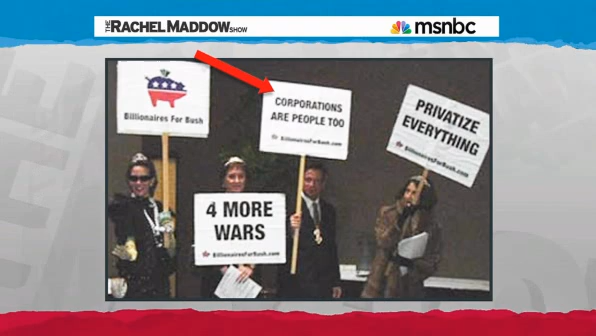 THE RACHEL MADDOW SHOW
msnbc
Billionaires For Bush
CORPORATIONS
ARE PEOPLE TOO
BillionairesForBush.com
PRIVATIZE
EVERYTHING
BillionairesForBush.com
4 MORE
WARS
BillionairesForBush.com